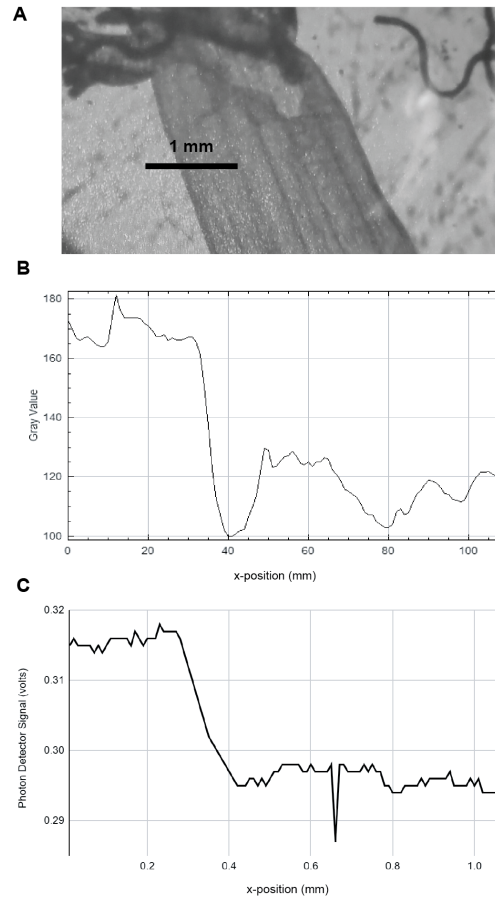 A
1 mm
B
180
160
140
120
100
Gray Value
0 20 40 60 80 100
x-position (mm)
C
0.32
0.31
0.30
0.29
Photon Detector Signal (volts)
0.2 0.4 0.6 0.8 1.0
x-position (mm)